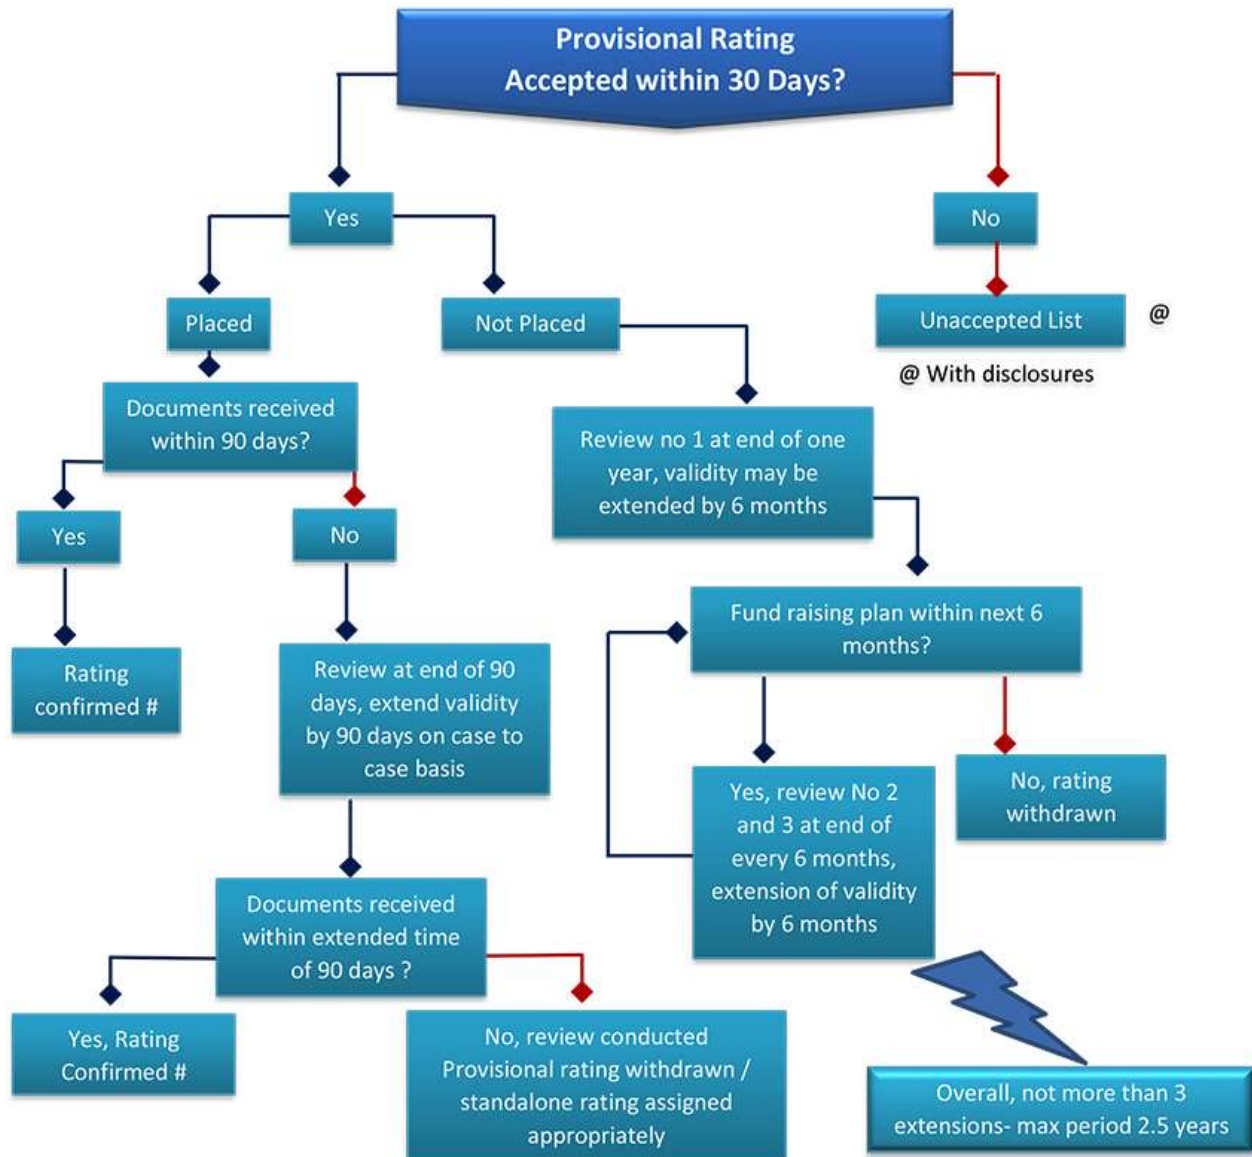 Provisional Rating
Accepted within 30 Days?
Yes
No
Placed
Not Placed
Unaccepted List
@
@ With disclosures
Documents received
within 90 days?
Review no 1 at end of one
year, validity may be
extended by 6 months
Yes
No
Fund raising plan within next 6
months?
Rating
confirmed #
Review at end of 90
days, extend validity
by 90 days on case to
case basis
Yes, review No 2
and 3 at end of
every 6 months,
extension of validity
by 6 months
No, rating
withdrawn
Documents received
within extended time
of 90 days ?
Yes, Rating
Confirmed #
No, review conducted
Provisional rating withdrawn /
standalone rating assigned
appropriately
Overall, not more than 3
extensions- max period 2.5 years